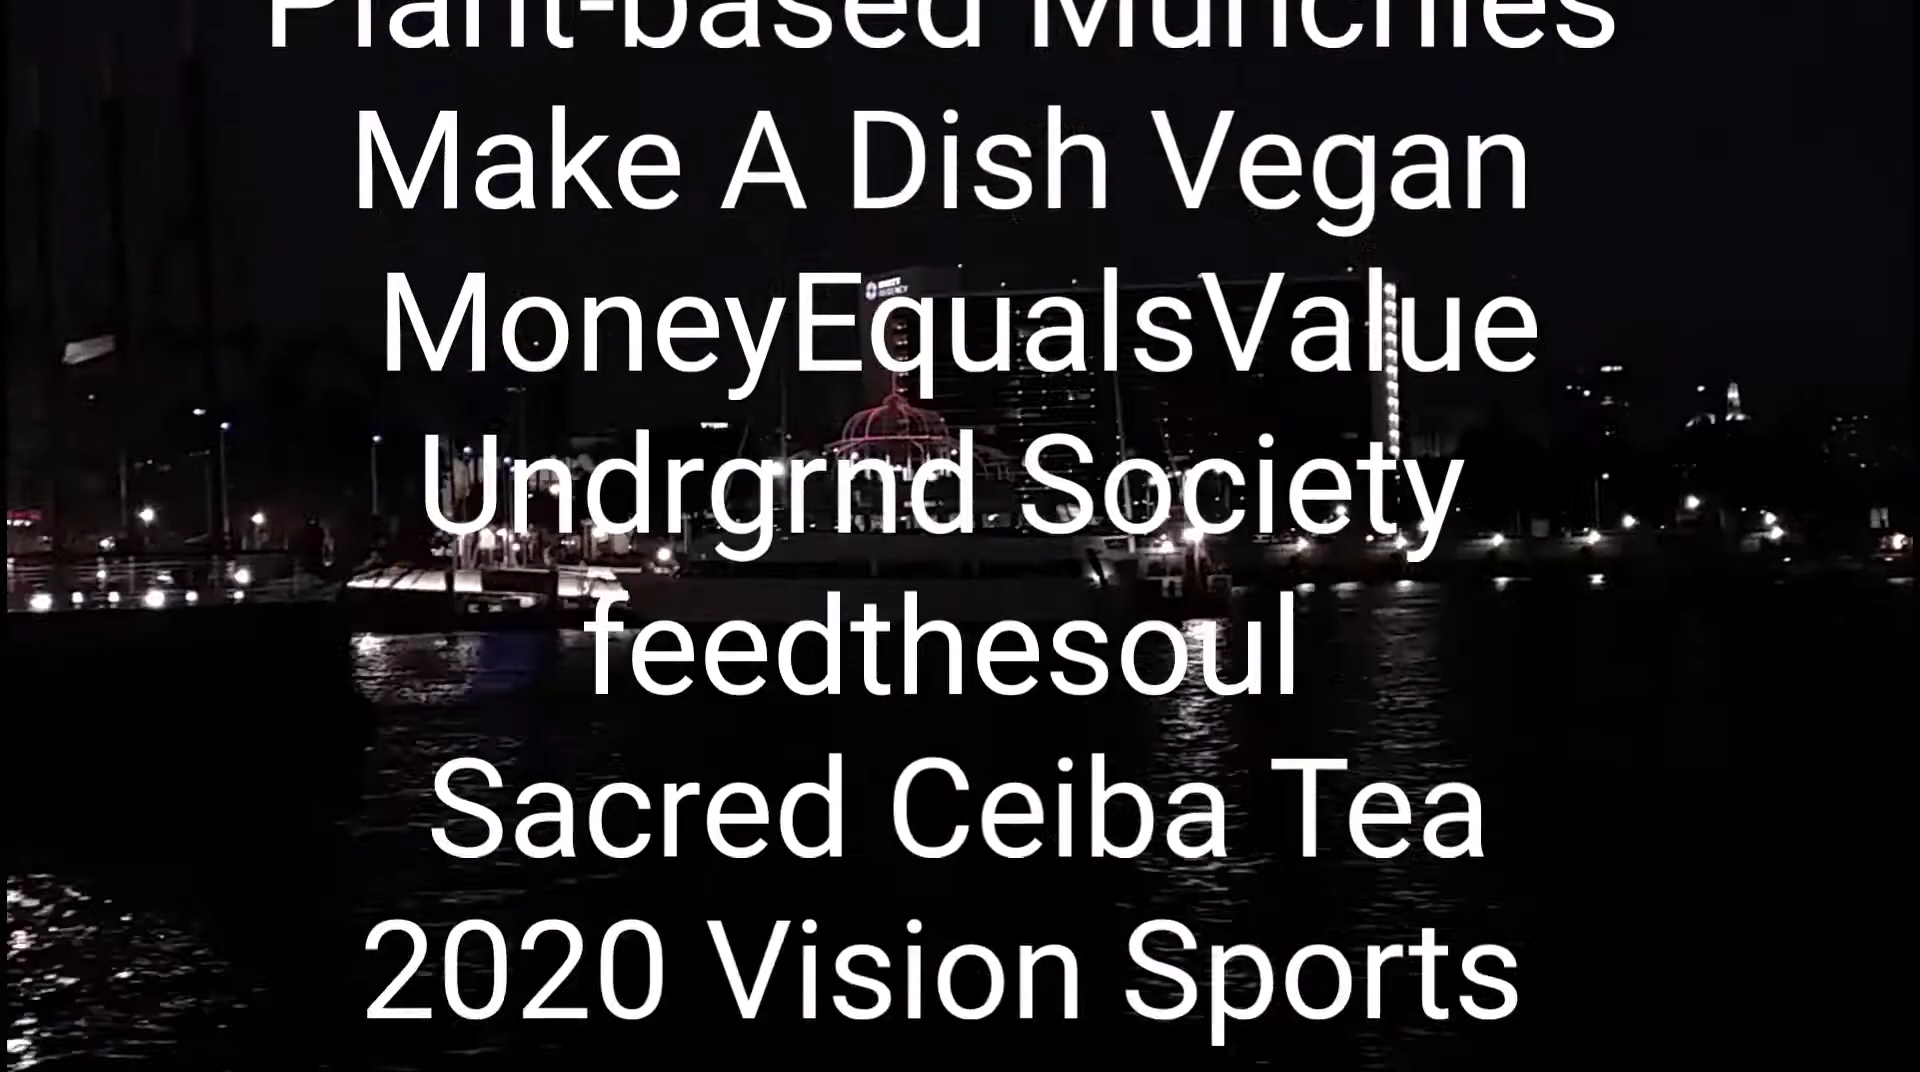 Plant-based Munchies
Make A Dish Vegan
MoneyEqualsValue
Undrgrnd Society
feedthesoul
Sacred Ceiba Tea
2020 Vision Sports